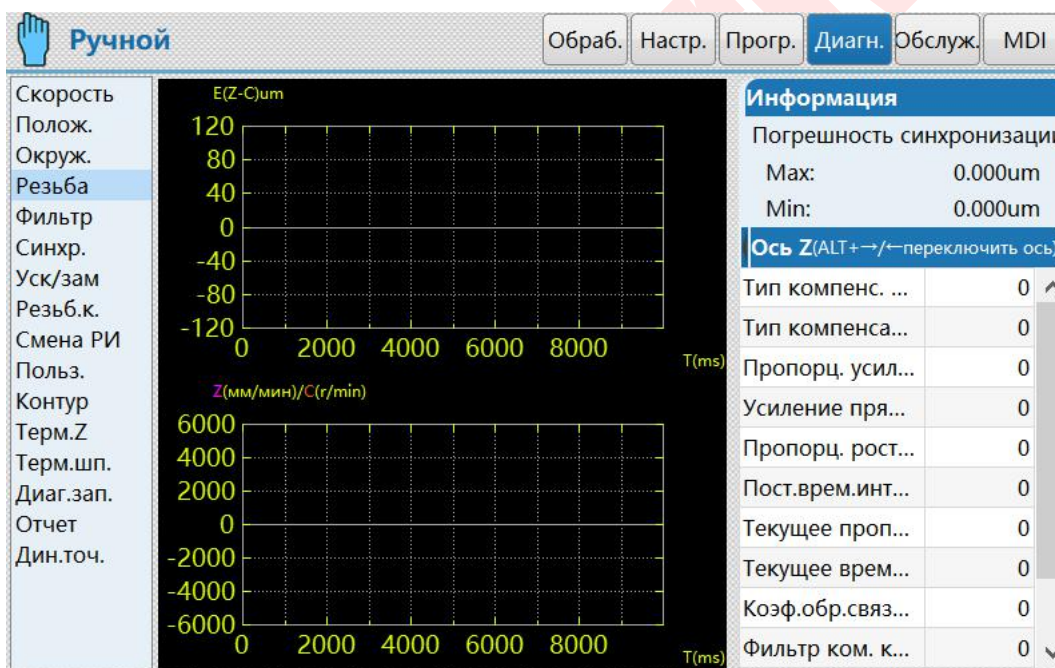 Ручной
Обраб. Настр. Прогр. Диагн. Обслуж. MDI
Скорость
Полож.
Окруж.
Резьба
Фильтр
Синхр.
Уск/зам
Резьб.к.
Смена РИ
Польз.
Контур
Терм.Z
Терм.шп.
Диаг.зап.
Отчет
Дин.точ.
E(Z-C)um
120
80
40
0
-40
-80
-120
0 2000 4000 6000 8000
T(ms)
Z(мм/мин)/C(r/min)
6000
4000
2000
0
-2000
-4000
-6000
0 2000 4000 6000 8000
T(ms)
Информация
Погрешность синхронизации
Max: 0.000um
Min: 0.000um
Ось Z(ALT+→/←переключить ось)
Тип компенс. ... 0
Тип компенса... 0
Пропорц. усил... 0
Усиление пря... 0
Пропорц. рост... 0
Пост.врем.инт... 0
Текущее проп... 0
Текущее врем... 0
Коэф.обр.связ... 0
Фильтр ком. к... 0